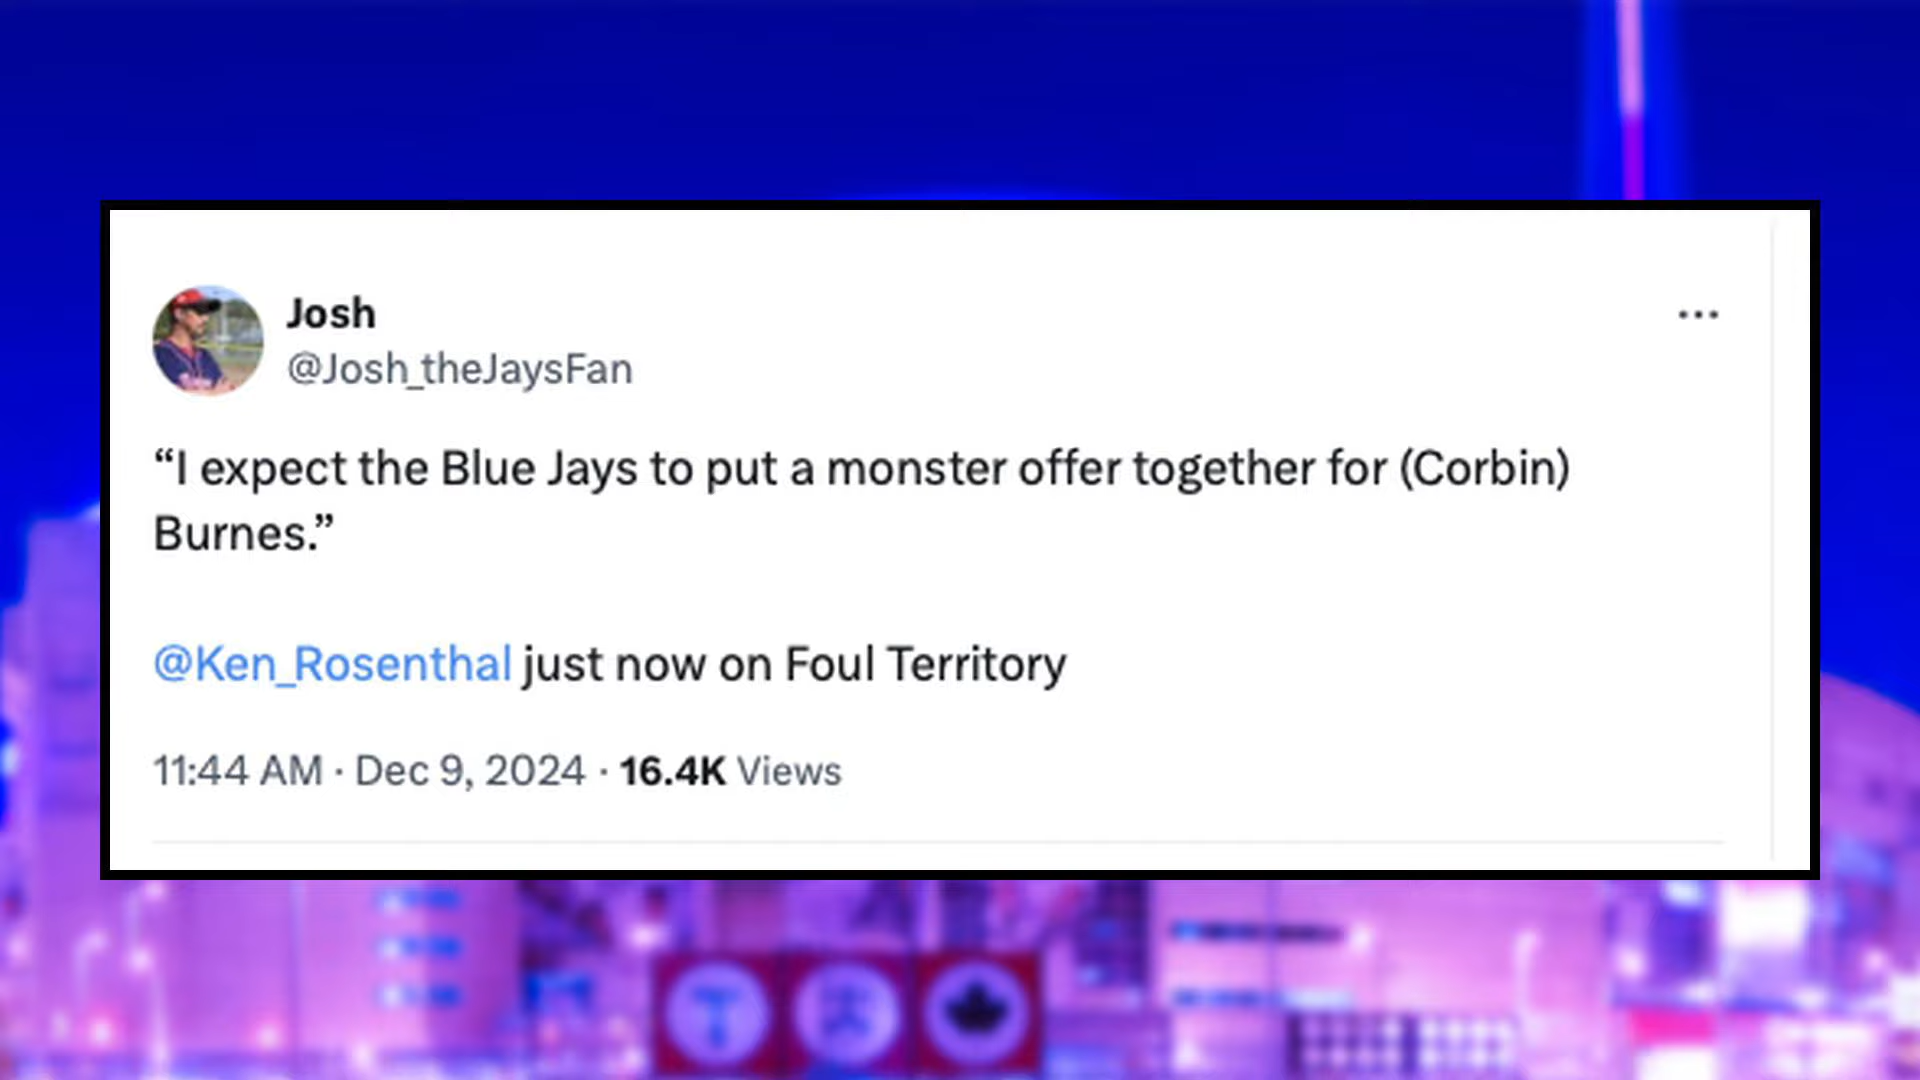 Josh
@Josh_theJaysFan
“I expect the Blue Jays to put a monster offer together for (Corbin)
Burnes.”
@Ken_Rosenthal just now on Foul Territory
11:44 AM · Dec 9, 2024 · 16.4K Views